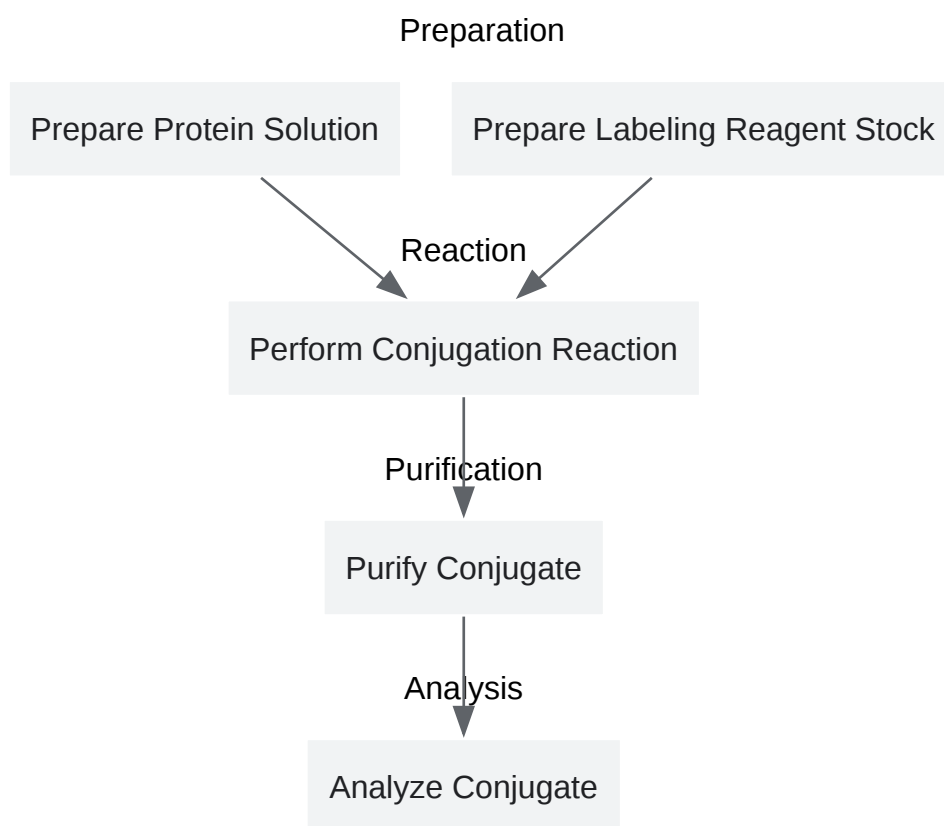 Preparation
Prepare Protein Solution
Prepare Labeling Reagent Stock
Reaction
Perform Conjugation Reaction
Purification
Purify Conjugate
Analysis
Analyze Conjugate